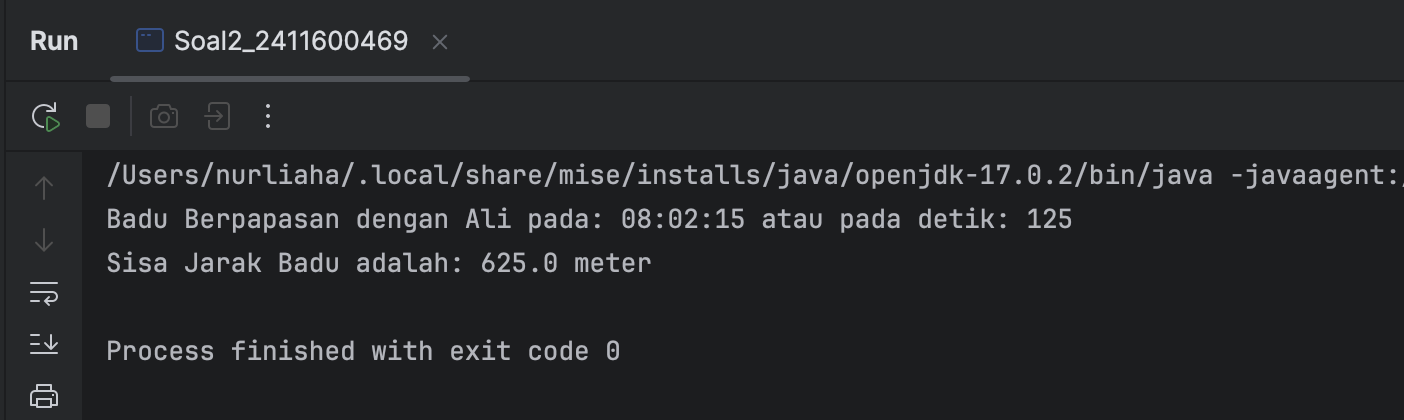 Run Soal2_2411600469
/Users/nurliaha/.local/share/mise/installs/java/openjdk-17.0.2/bin/java -javaagent:/
Badu Berpapasan dengan Ali pada: 08:02:15 atau pada detik: 125
Sisa Jarak Badu adalah: 625.0 meter
Process finished with exit code 0